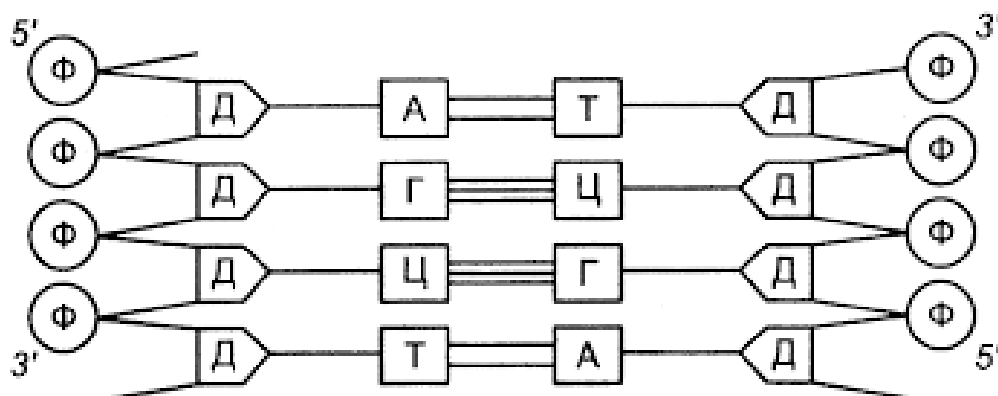 5' 3'
Ф Ф
Д А Т Д
Ф Ф
Д Г Ц Д
Ф Ф
Д Ц Г Д
Ф Ф
3' Д Т А Д 5'